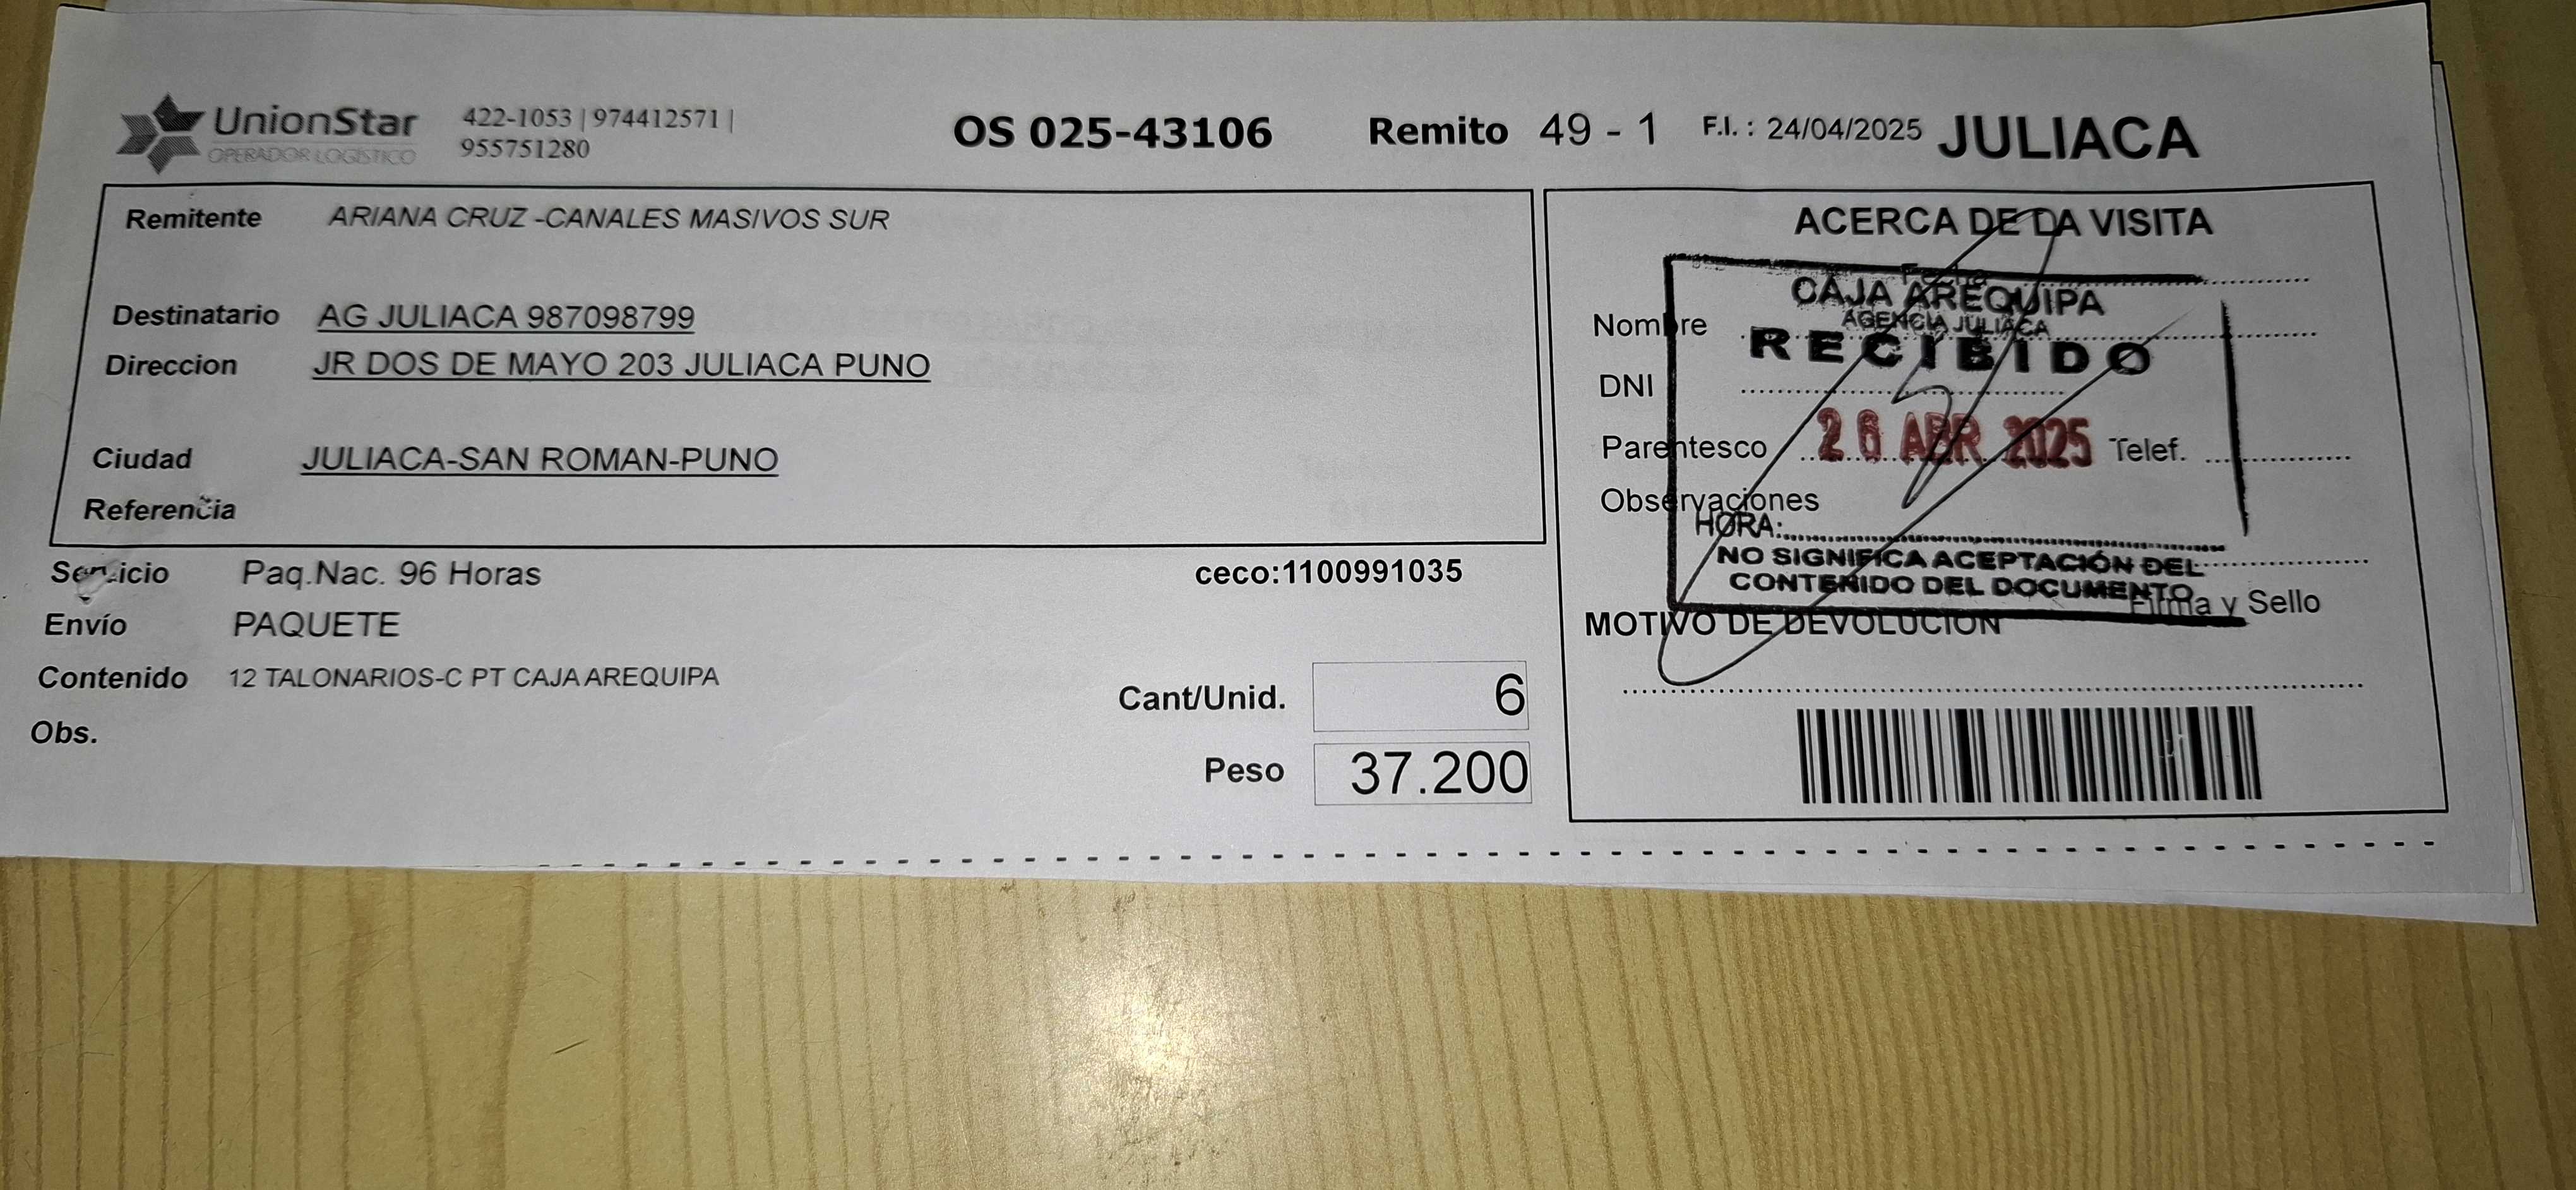 UnionStar
OPERADOR LOGÍSTICO
422-1053 | 974412571 |
955751280
OS 025-43106
Remito 49 - 1
F.I. : 24/04/2025
JULIACA
Remitente ARIANA CRUZ -CANALES MASIVOS SUR
Destinatario AG JULIACA 987098799
Direccion JR DOS DE MAYO 203 JULIACA PUNO
Ciudad JULIACA-SAN ROMAN-PUNO
Referencia
Servicio Paq.Nac. 96 Horas
ceco:1100991035
Envío PAQUETE
Contenido 12 TALONARIOS-C PT CAJA AREQUIPA
Cant/Unid. 6
Obs.
Peso 37.200
ACERCA DE LA VISITA
Fecha
CAJA AREQUIPA
AGENCIA JULIACA
Nombre
RECIBIDO
DNI
26 ABR 2025
Parentesco Telef.
Observaciones
HORA:
NO SIGNIFICA ACEPTACIÓN DEL
CONTENIDO DEL DOCUMENTO
Firma y Sello
MOTIVO DE DEVOLUCION